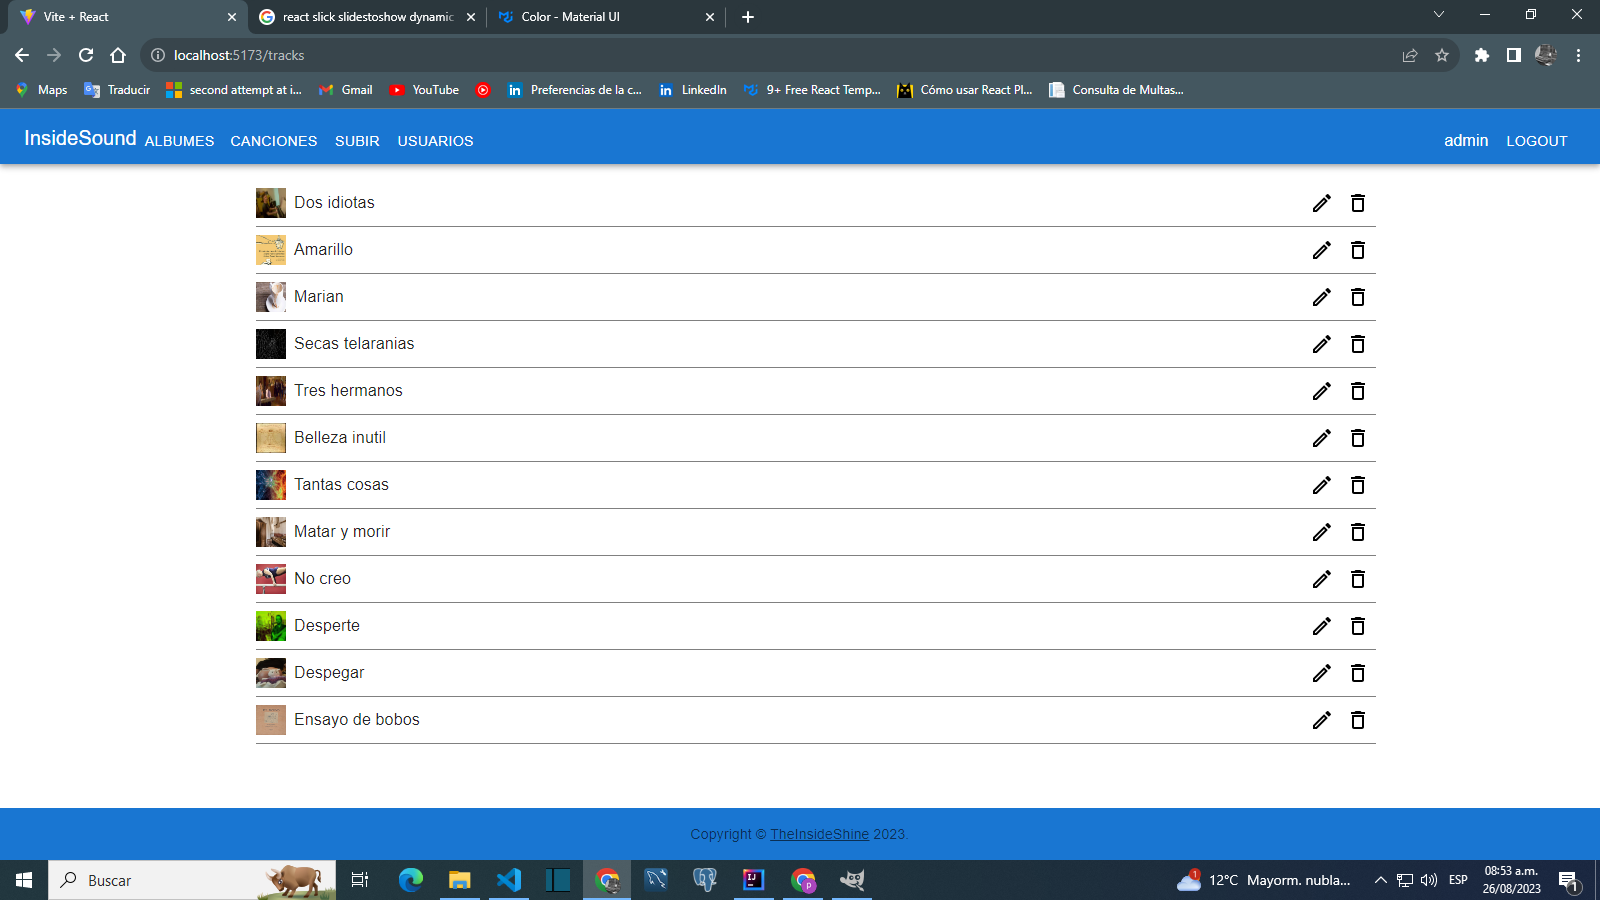 Vite + React
react slick slidestoshow dynamic
Color - Material UI
localhost:5173/tracks
Maps Traducir second attempt at i... Gmail YouTube Preferencias de la c... LinkedIn 9+ Free React Temp... Cómo usar React Pl... Consulta de Multas...
InsideSound ALBUMES CANCIONES SUBIR USUARIOS admin LOGOUT
Dos idiotas
Amarillo
Marian
Secas telaranias
Tres hermanos
Belleza inutil
Tantas cosas
Matar y morir
No creo
Desperte
Despegar
Ensayo de bobos
Copyright © TheInsideShine 2023.
Buscar
1
12°C Mayorm. nubla...
ESP
08:53 a.m.
26/08/2023
1